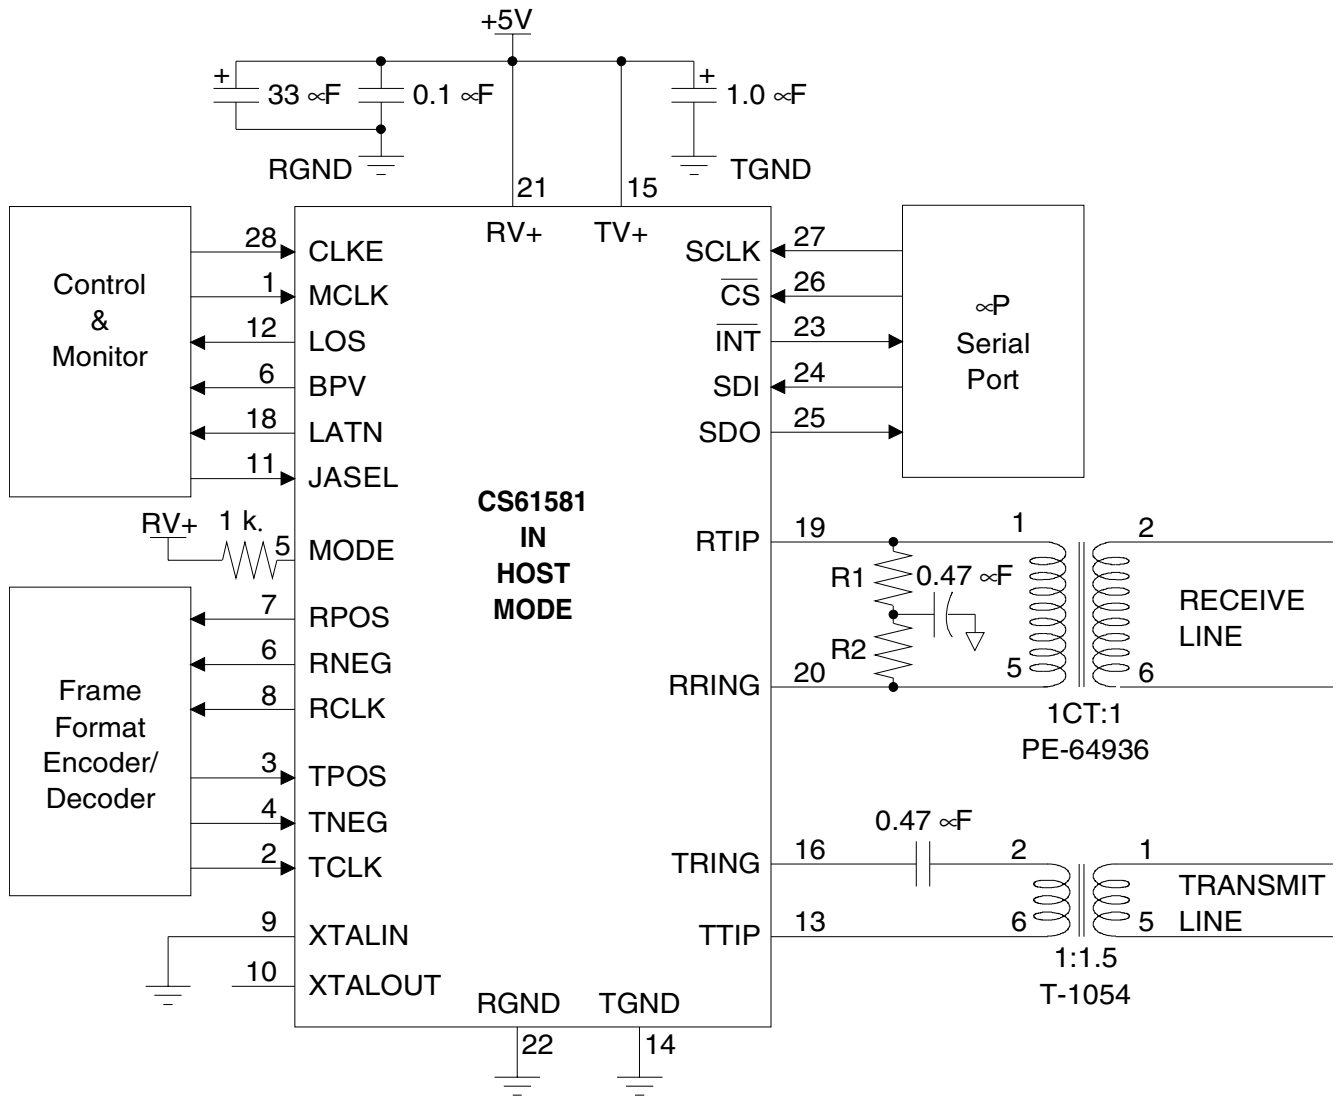 +5V
+
33 ∝F
0.1 ∝F
+
1.0 ∝F
RGND
TGND
21
15
RV+
TV+
Control
&
Monitor
28
CLKE
1
MCLK
12
LOS
6
BPV
18
LATN
11
JASEL
RV+
1 k.
5
MODE
Frame
Format
Encoder/
Decoder
7
RPOS
6
RNEG
8
RCLK
3
TPOS
4
TNEG
2
TCLK
9
XTALIN
10
XTALOUT
CS61581
IN
HOST
MODE
RGND
TGND
22
14
SCLK
27
CS
26
INT
23
SDI
24
SDO
25
∝P
Serial
Port
RTIP
19
R1
0.47 ∝F
R2
RRING
20
1
2
5
6
RECEIVE
LINE
1CT:1
PE-64936
0.47 ∝F
TRING
16
TTIP
13
2
1
6
5
TRANSMIT
LINE
1:1.5
T-1054